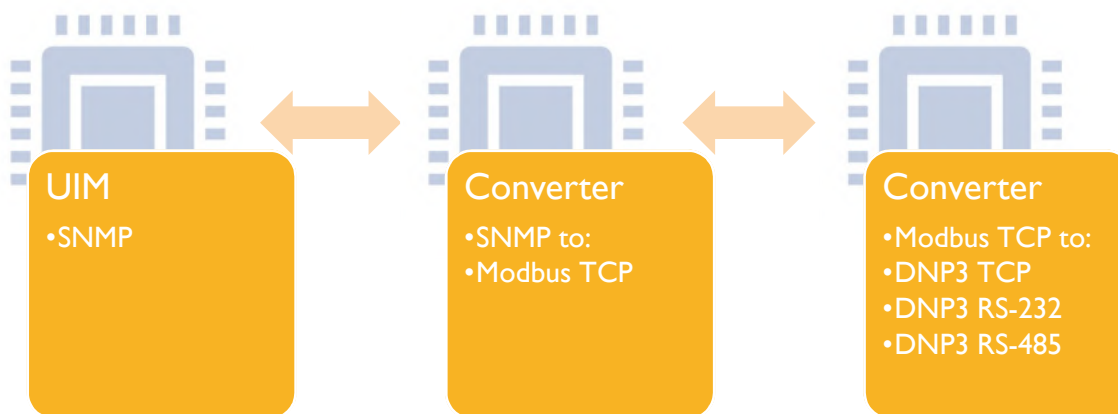 UIM
•SNMP
Converter
•SNMP to:
•Modbus TCP
Converter
•Modbus TCP to:
•DNP3 TCP
•DNP3 RS-232
•DNP3 RS-485